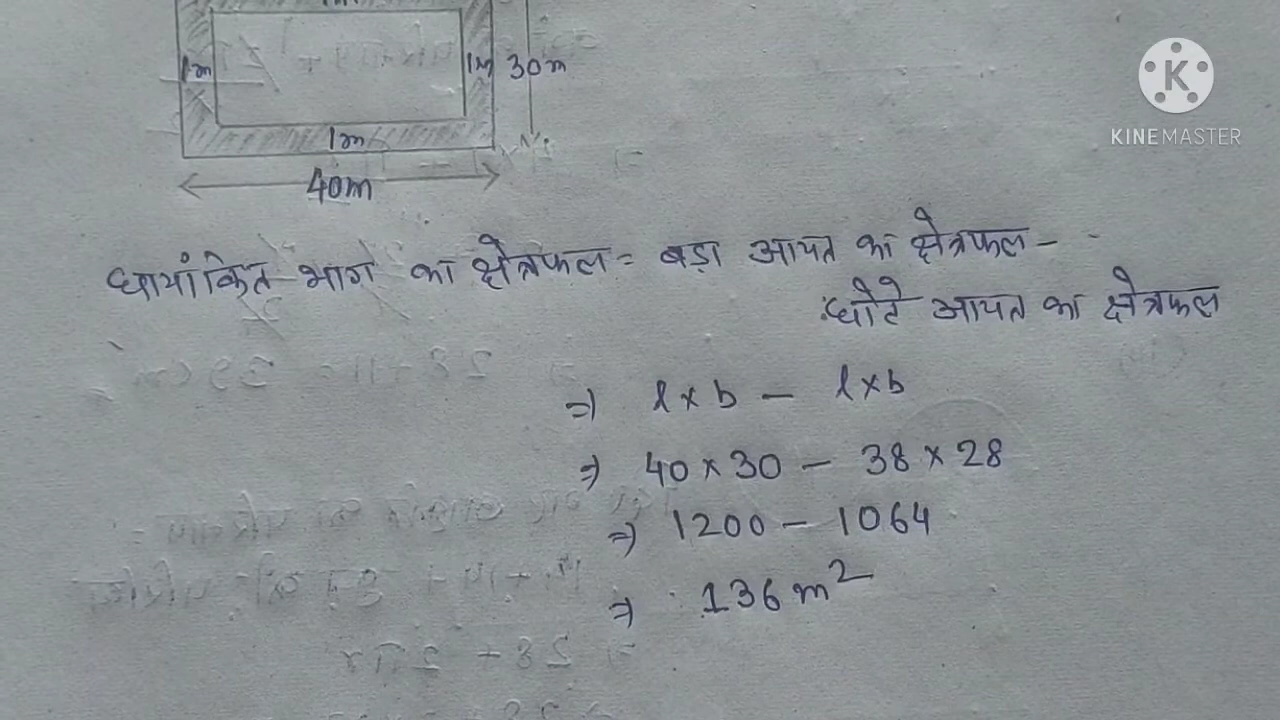 1m
1m 30m
1m
40m
KINEMASTER
छायांकित भाग का क्षेत्रफल = बड़ा आयत का क्षेत्रफल -
छोटे आयत का क्षेत्रफल
=> l × b - l × b
=> 40 × 30 - 38 × 28
=> 1200 - 1064
=> 136 m²